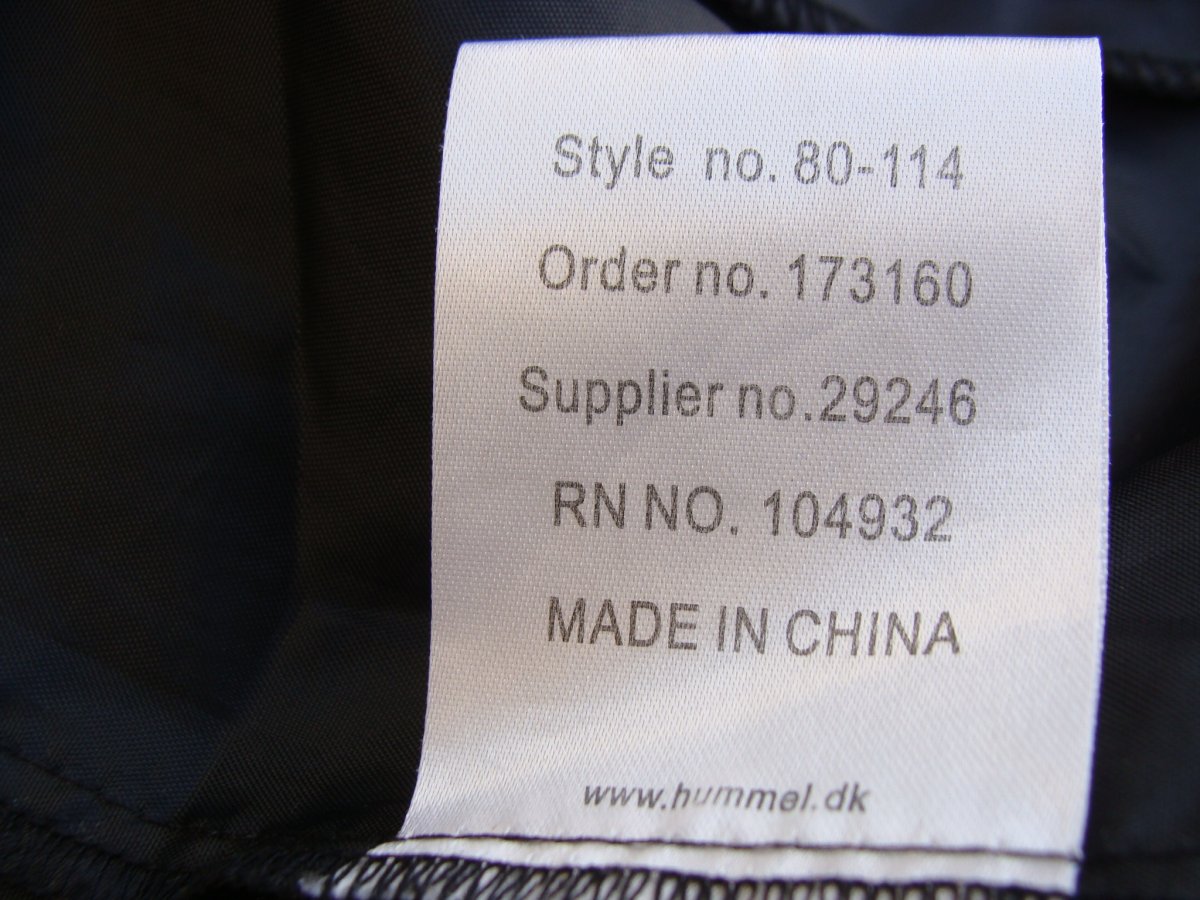 Style no. 80-114
Order no. 173160
Supplier no.29246
RN NO. 104932
MADE IN CHINA
www.hummel.dk